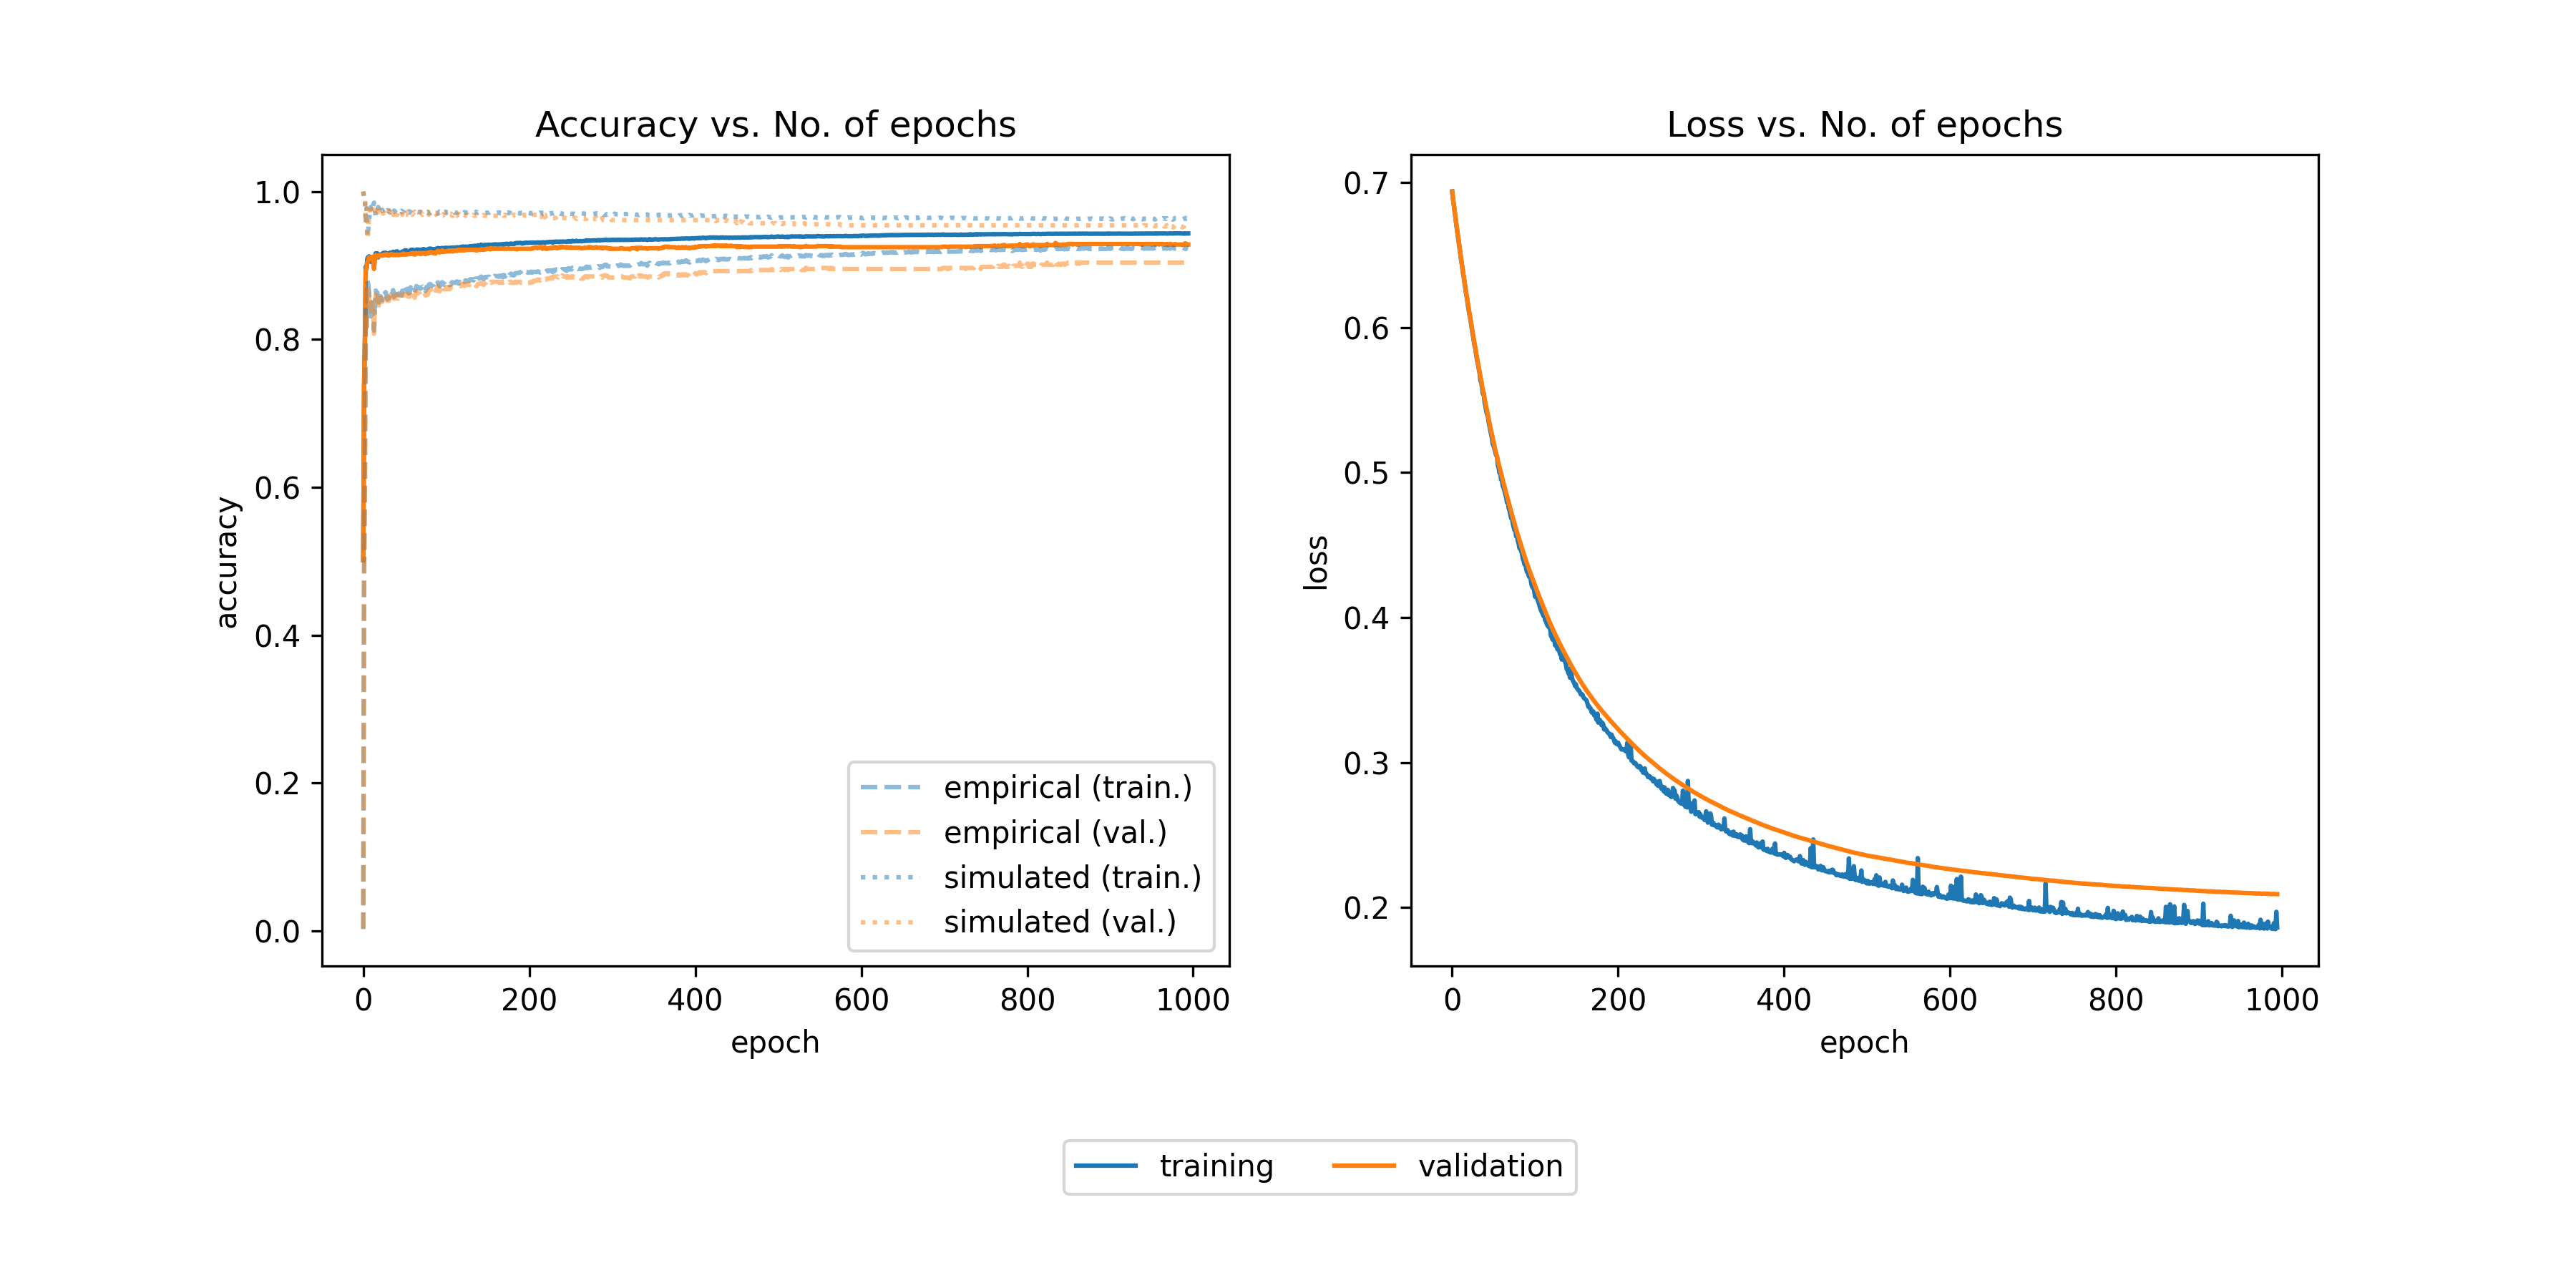 Accuracy vs. No. of epochs
1.0
0.8
0.6
0.4
0.2
0.0
accuracy
0 200 400 600 800 1000
epoch
empirical (train.)
empirical (val.)
simulated (train.)
simulated (val.)
Loss vs. No. of epochs
0.7
0.6
0.5
0.4
0.3
0.2
loss
0 200 400 600 800 1000
epoch
training validation